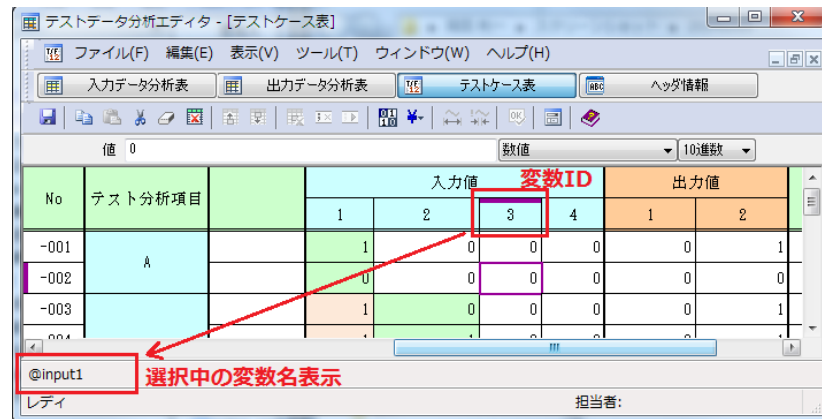 テストデータ分析エディタ - [テストケース表]
ファイル(F) 編集(E) 表示(V) ツール(T) ウィンドウ(W) ヘルプ(H)
入力データ分析表 出力データ分析表 テストケース表 ヘッダ情報
値 0 数値 10進数
No テスト分析項目 入力値 変数ID 出力値
1 2 3 4 1 2
-001 A 1 0 0 0 0 1
-002 0 0 0 0 0 0
-003 1 0 0 0 0 1
@input1 選択中の変数名表示
レディ 担当者: